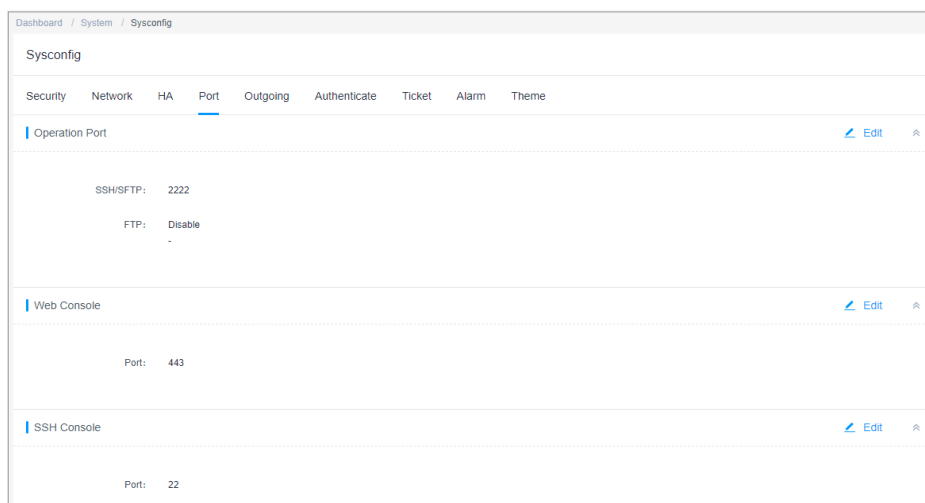 Dashboard / System / Sysconfig
Sysconfig
Security Network HA Port Outgoing Authenticate Ticket Alarm Theme
Operation Port Edit
SSH/SFTP: 2222
FTP: Disable
-
Web Console Edit
Port: 443
SSH Console Edit
Port: 22